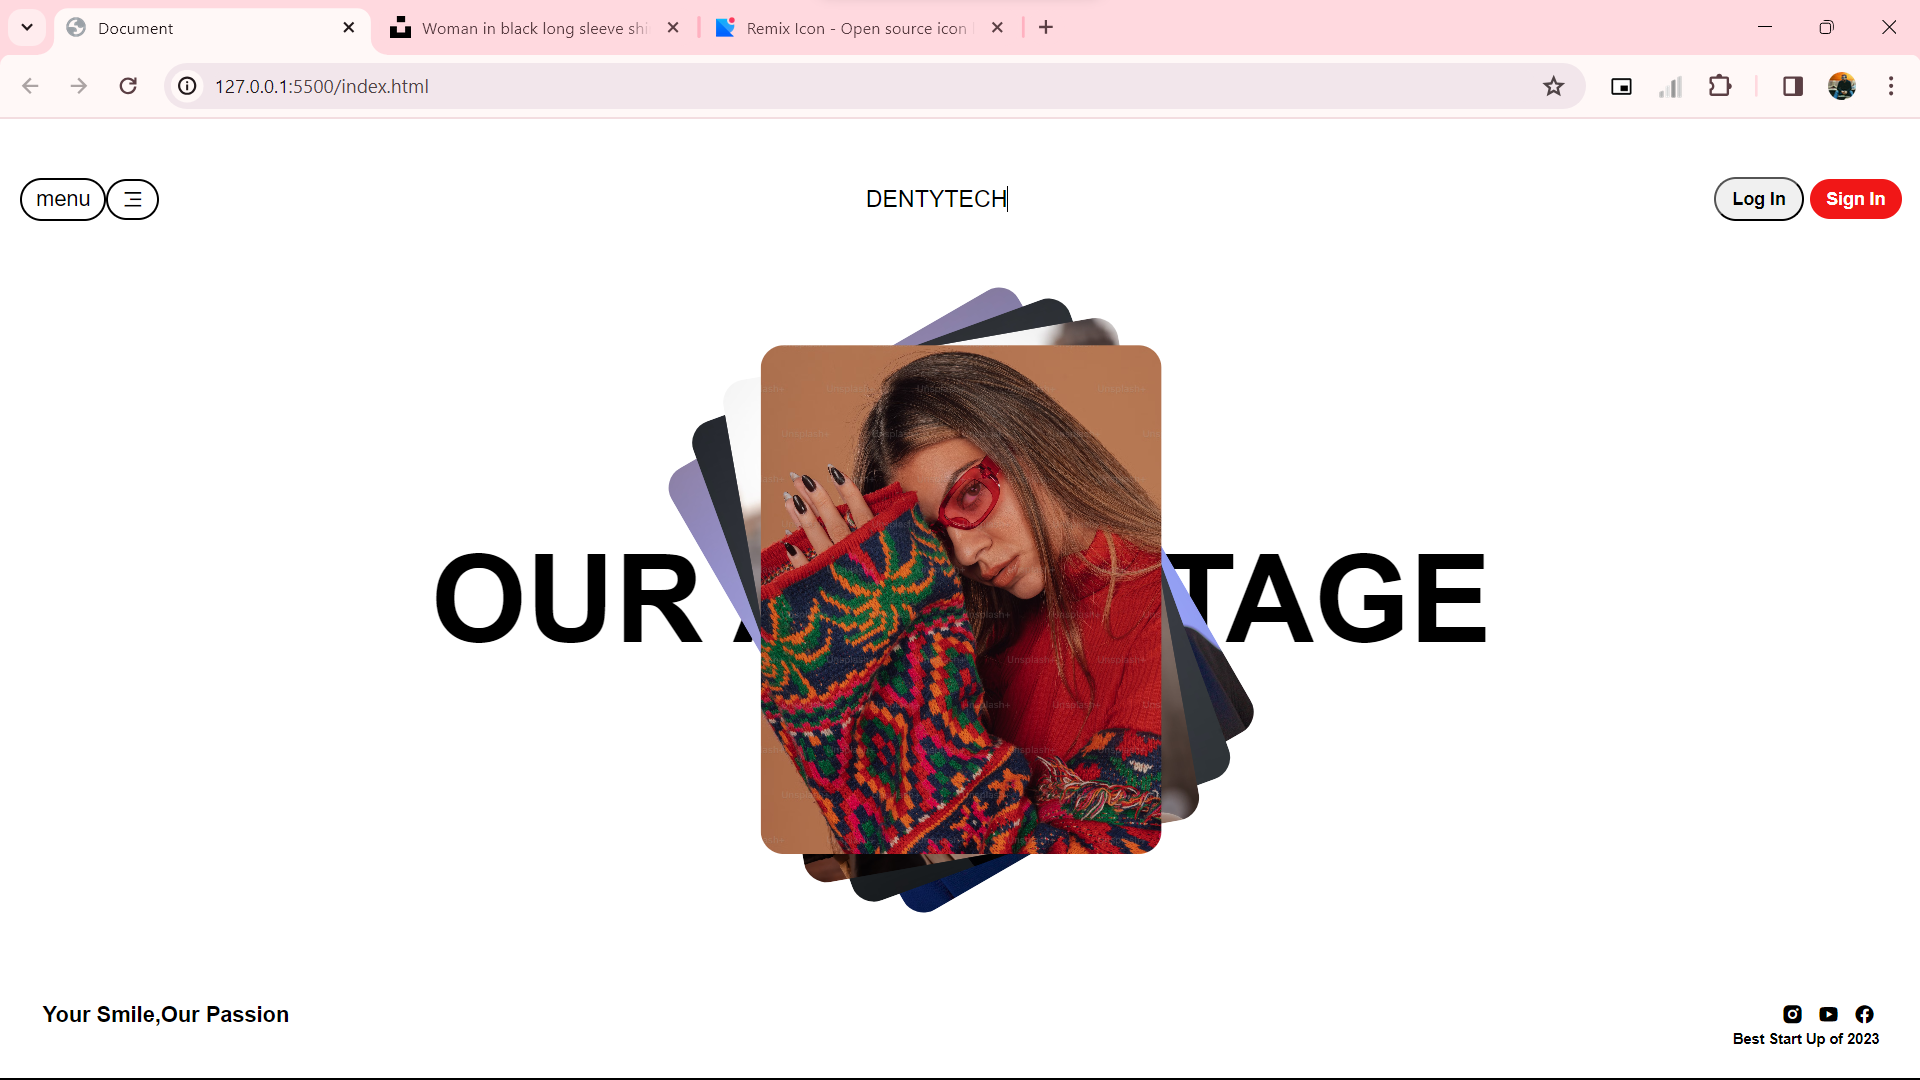 Document
Woman in black long sleeve shi
Remix Icon - Open source icon
127.0.0.1:5500/index.html
menu
DENTYTECH
Log In
Sign In
OUR TAGE
Unsplash+
Your Smile,Our Passion
Best Start Up of 2023